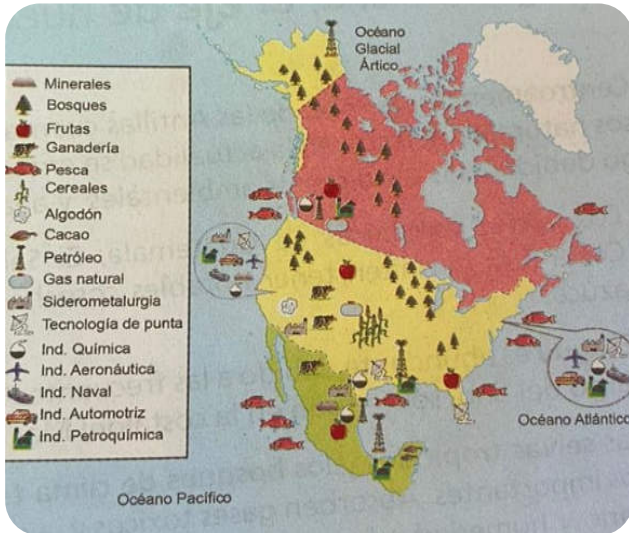 Océano
Glacial
Ártico
Minerales
Bosques
Frutas
Ganadería
Pesca
Cereales
Algodón
Cacao
Petróleo
Gas natural
Siderometalurgia
Tecnología de punta
Ind. Química
Ind. Aeronáutica
Ind. Naval
Ind. Automotriz
Ind. Petroquímica
Océano Atlántico
Océano Pacífico